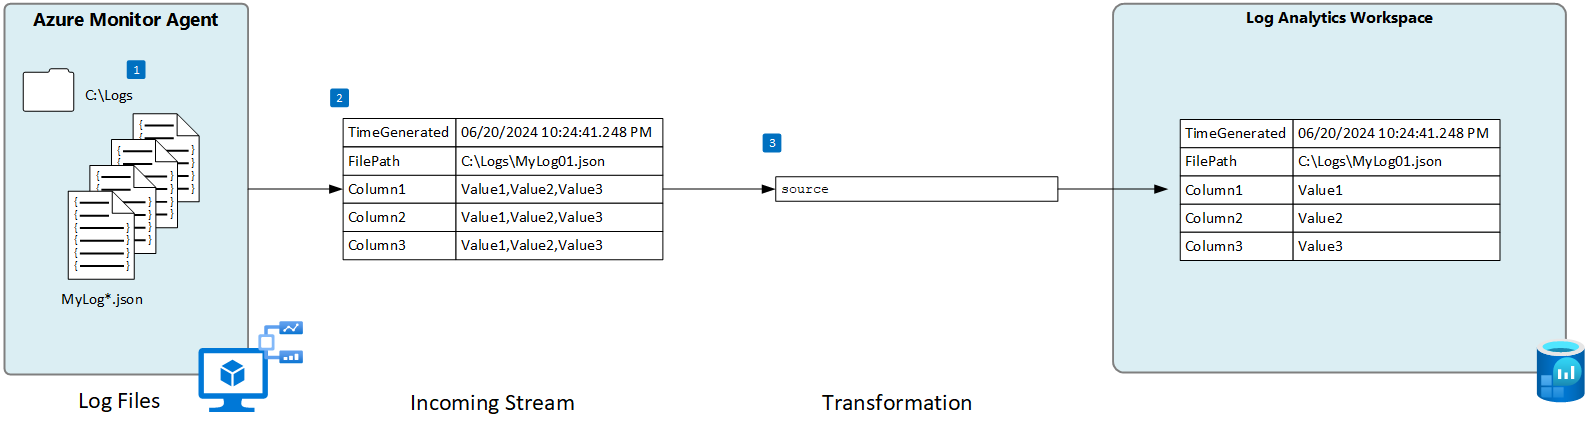 Azure Monitor Agent
1
C:\Logs
MyLog*.json
Log Files
2
TimeGenerated 06/20/2024 10:24:41.248 PM
FilePath C:\Logs\MyLog01.json
Column1 Value1,Value2,Value3
Column2 Value1,Value2,Value3
Column3 Value1,Value2,Value3
Incoming Stream
3
source
Transformation
Log Analytics Workspace
TimeGenerated 06/20/2024 10:24:41.248 PM
FilePath C:\Logs\MyLog01.json
Column1 Value1
Column2 Value2
Column3 Value3